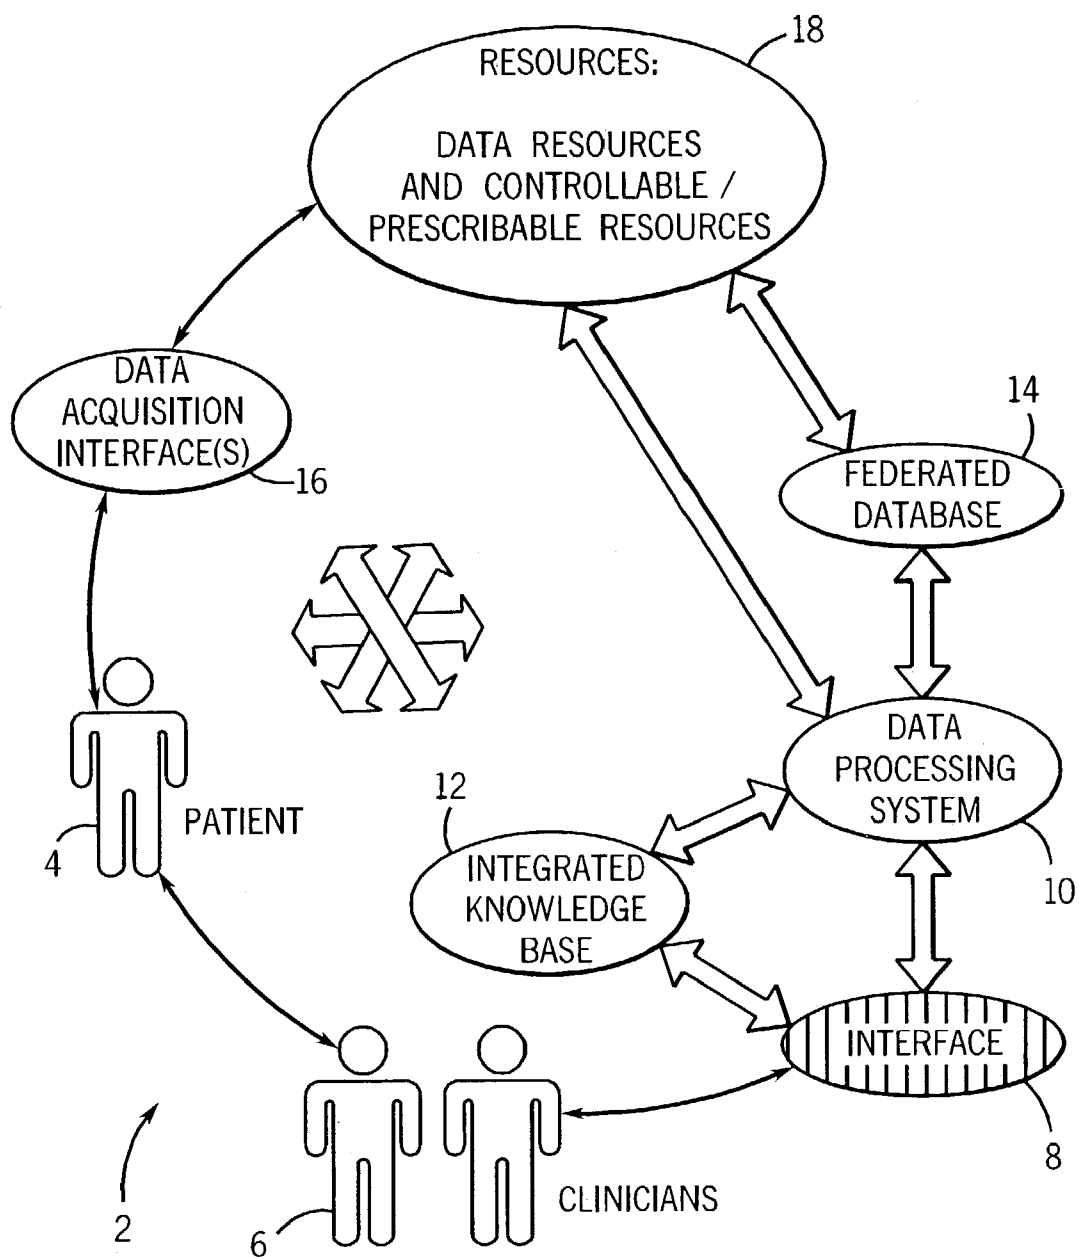 18
RESOURCES:
DATA RESOURCES
AND CONTROLLABLE /
PRESCRIBABLE RESOURCES
DATA
ACQUISITION
INTERFACE(S)
16
14
FEDERATED
DATABASE
DATA
PROCESSING
SYSTEM
10
12
INTEGRATED
KNOWLEDGE
BASE
PATIENT
4
INTERFACE
8
CLINICIANS
6
2